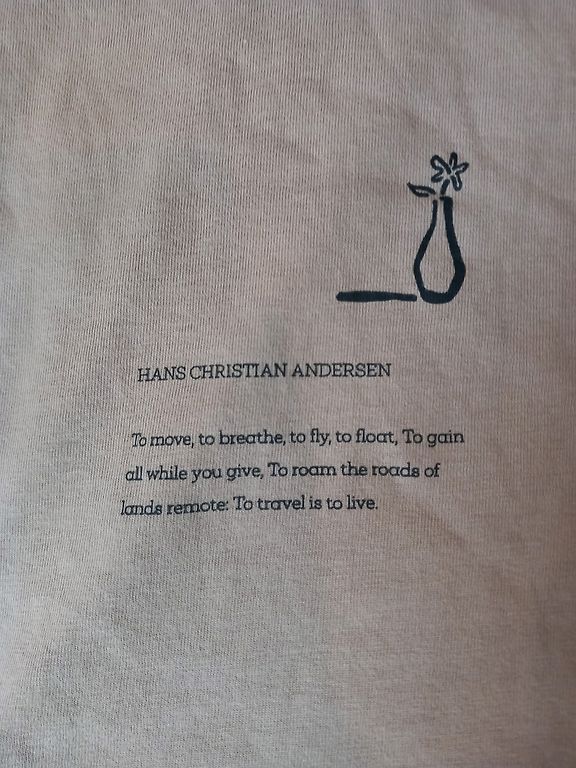 HANS CHRISTIAN ANDERSEN
To move, to breathe, to fly, to float, To gain
all while you give, To roam the roads of
lands remote: To travel is to live.